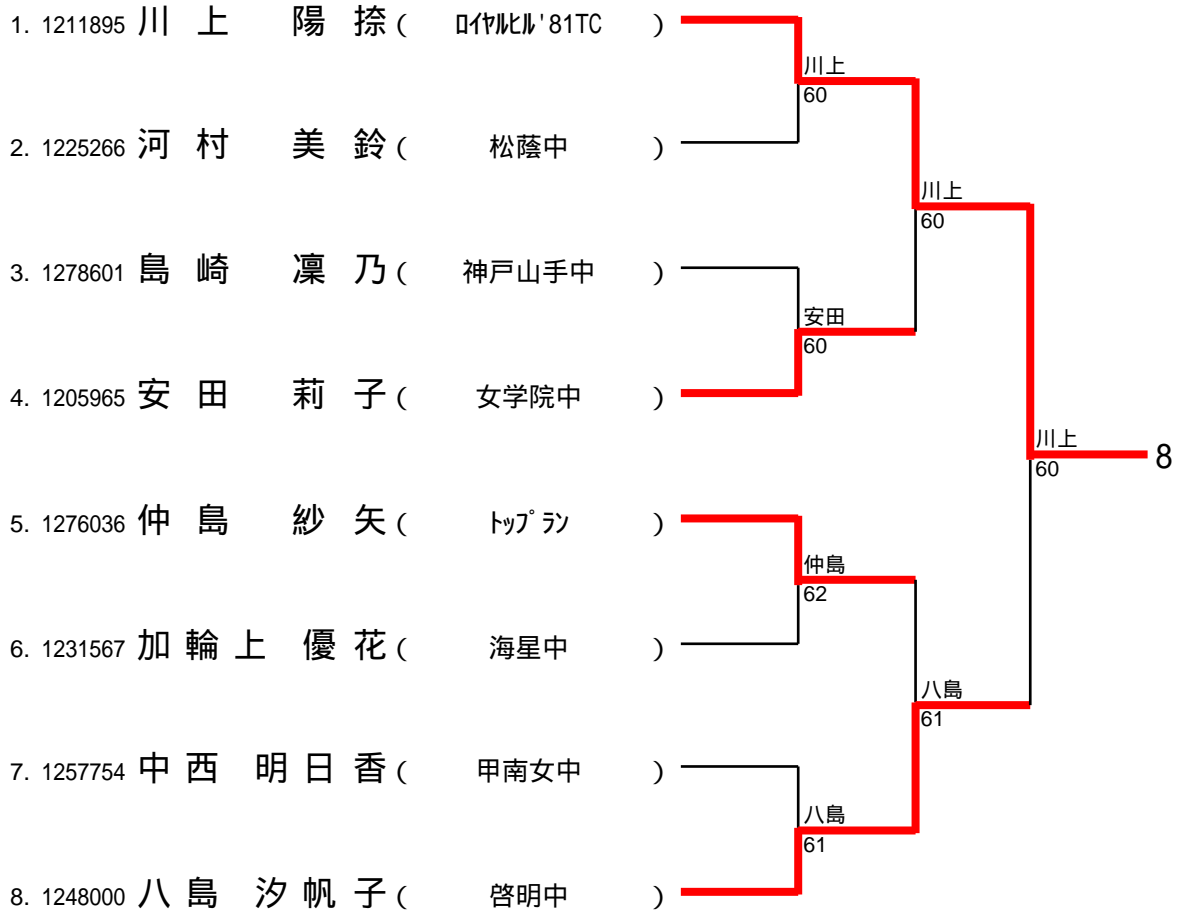 1. 1211895 川上 陽捺( ロイヤルヒル'81TC )
川上
60
2. 1225266 河村 美鈴( 松蔭中 )
川上
60
3. 1278601 島崎 凜乃( 神戸山手中 )
安田
60
4. 1205965 安田 莉子( 女学院中 )
川上
60
8
5. 1276036 仲島 紗矢( トップラン )
仲島
62
6. 1231567 加輪上 優花( 海星中 )
八島
61
7. 1257754 中西 明日香( 甲南女中 )
八島
61
8. 1248000 八島 汐帆子( 啓明中 )